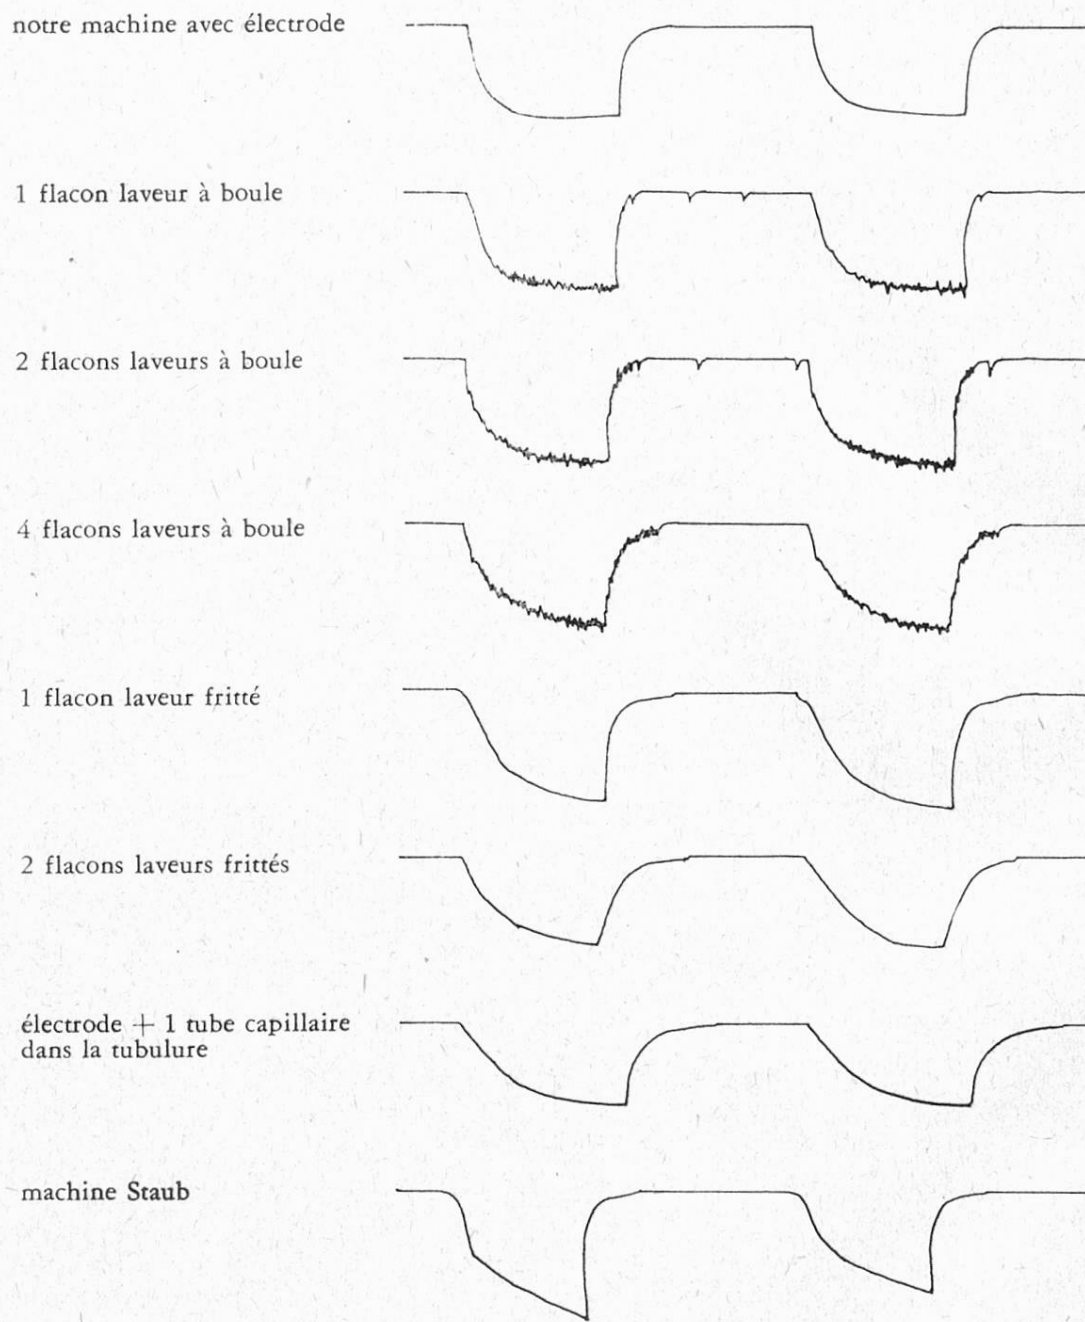 notre machine avec électrode
1 flacon laveur à boule
2 flacons laveurs à boule
4 flacons laveurs à boule
1 flacon laveur fritté
2 flacons laveurs frittés
électrode + 1 tube capillaire
dans la tubulure
machine Staub